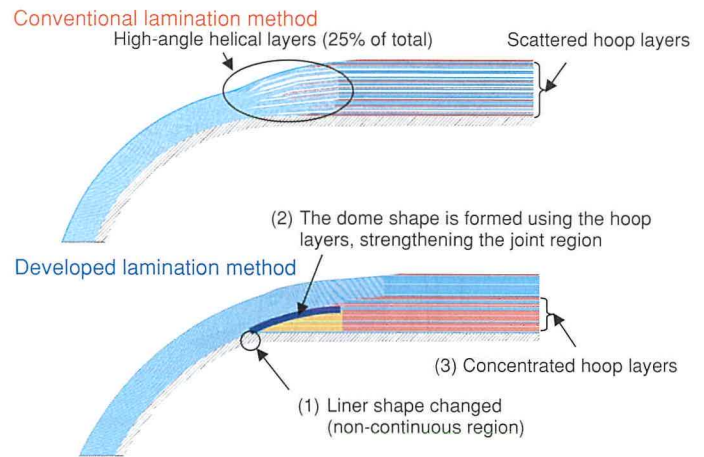 Conventional lamination method
High-angle helical layers (25% of total)
Scattered hoop layers
(2) The dome shape is formed using the hoop
layers, strengthening the joint region
Developed lamination method
(3) Concentrated hoop layers
(1) Liner shape changed
(non-continuous region)